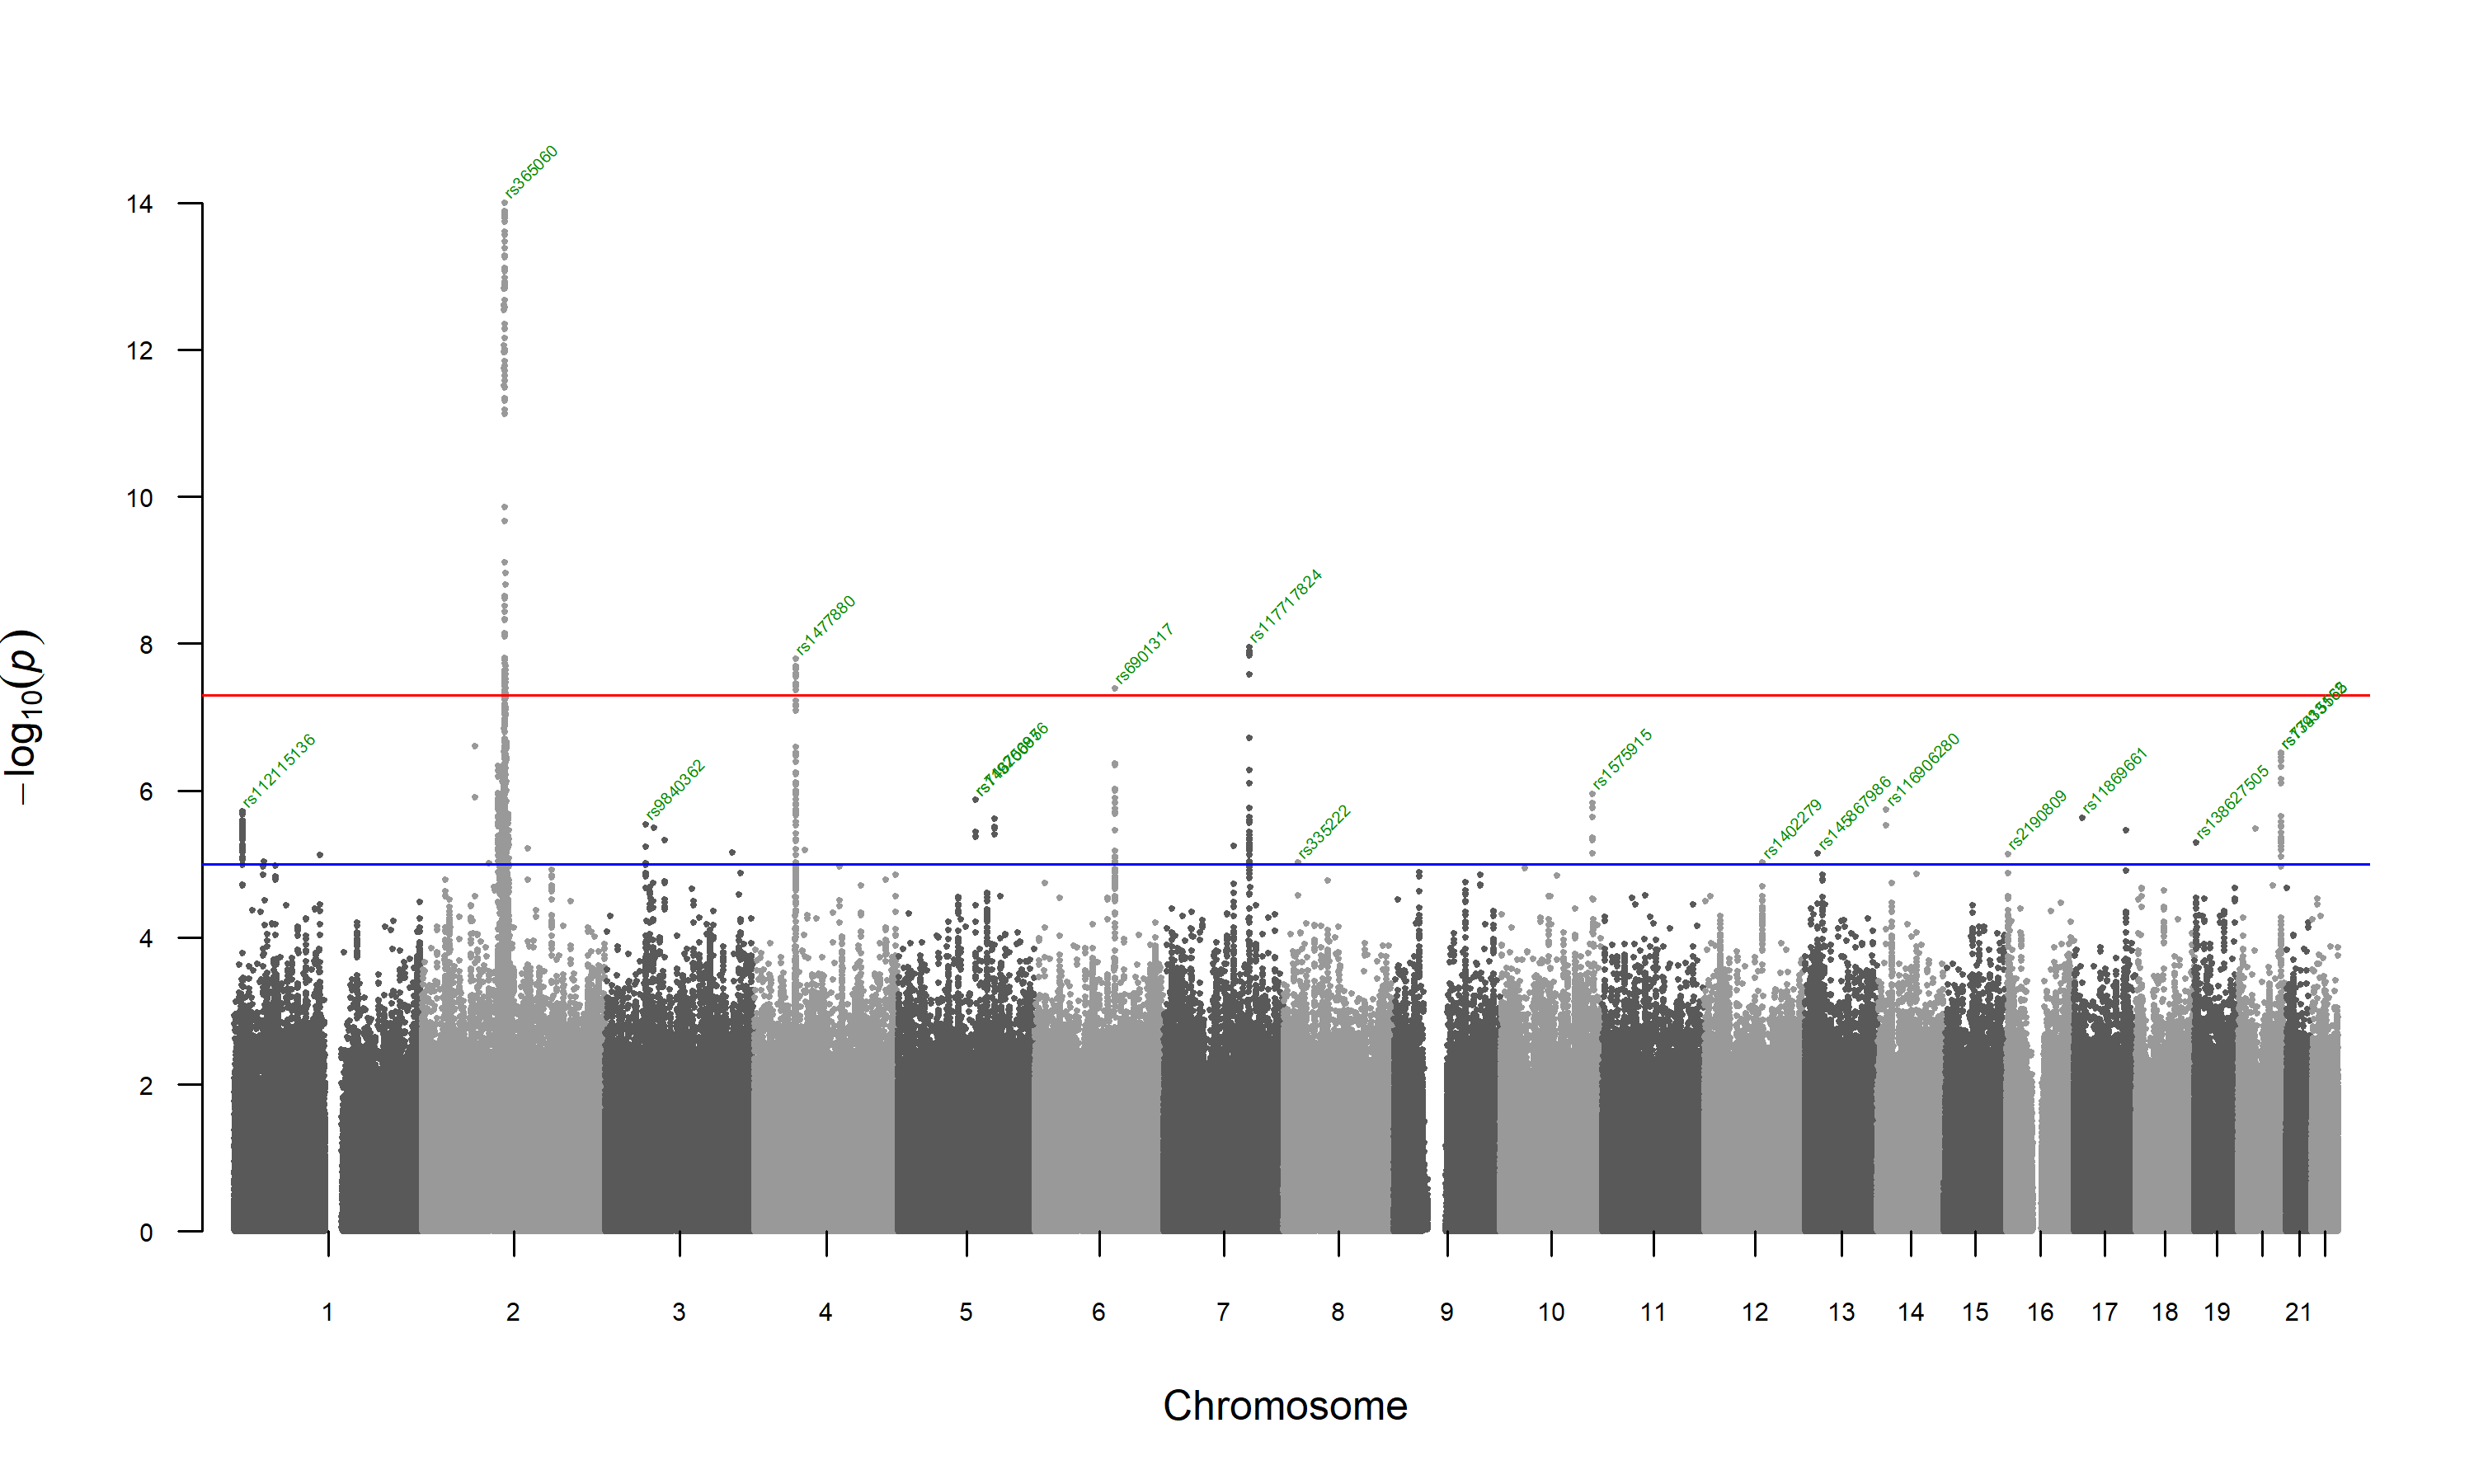 rs365060
14
12
10
8
6
4
2
0
−log10(p)
rs112115136
rs9840362
rs1477880
rs6901317
rs117717824
rs335222
rs1575915
rs1402279
rs145867986
rs116906280
rs2190809
rs11869661
rs138627505
1 2 3 4 5 6 7 8 9 10 11 12 13 14 15 16 17 18 19 21
Chromosome